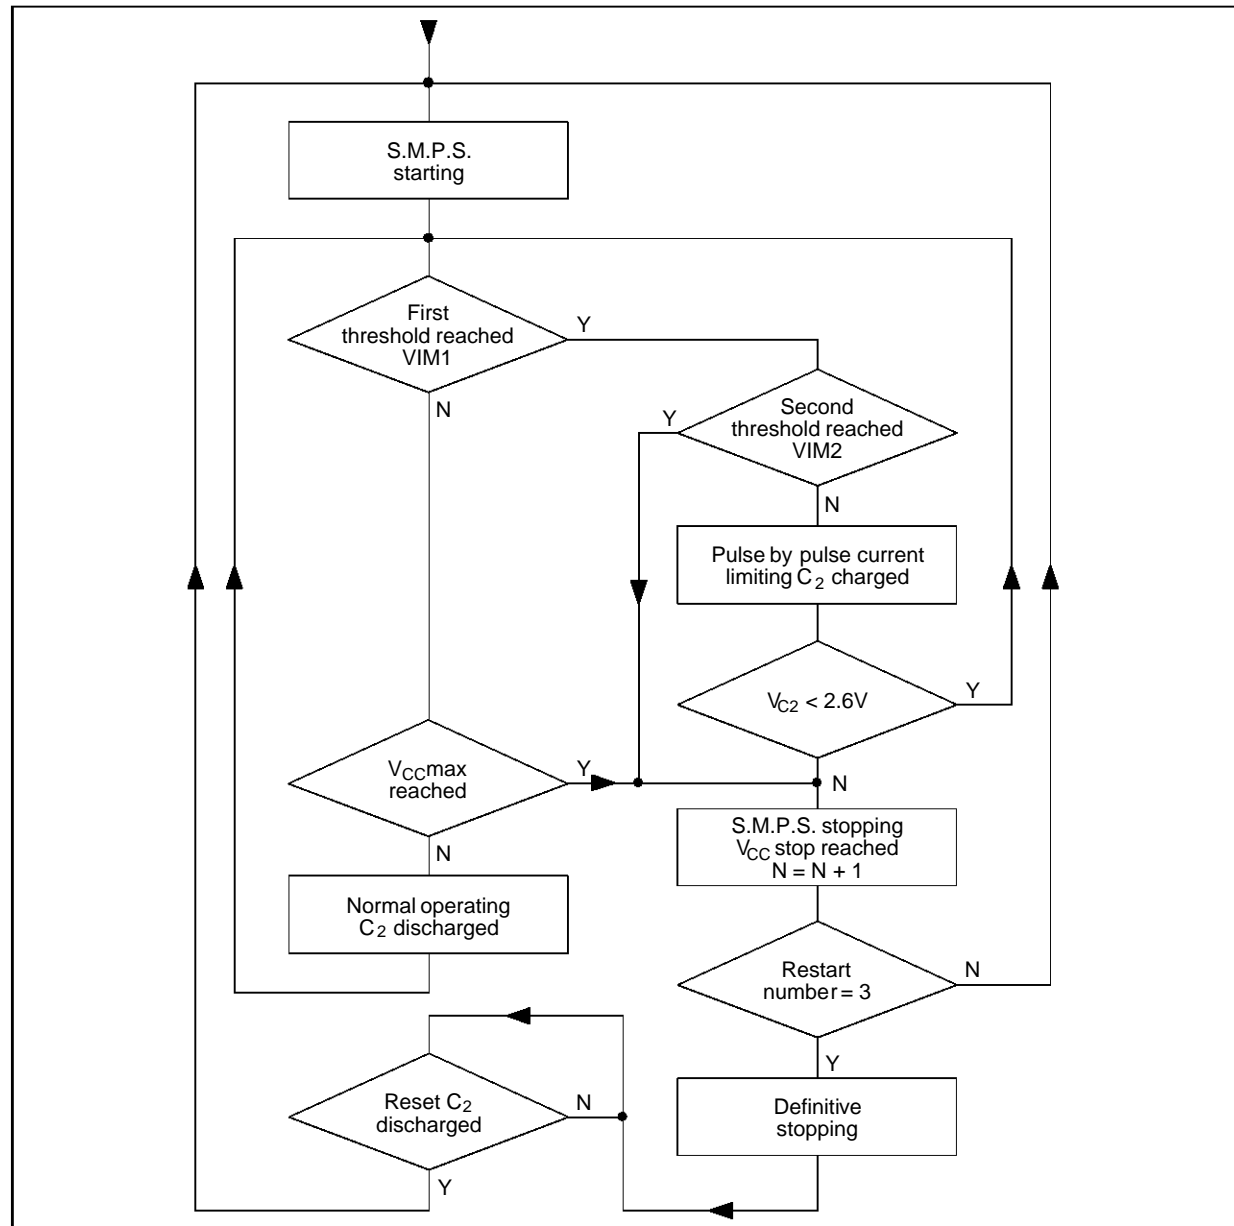 S.M.P.S.
starting
First
threshold reached
VIM1
Y
N
Second
threshold reached
VIM2
Y
N
Pulse by pulse current
limiting C2 charged
VC2 < 2.6V
Y
N
VCCmax
reached
Y
N
S.M.P.S. stopping
VCC stop reached
N = N + 1
Normal operating
C2 discharged
Restart
number = 3
N
Y
Reset C2
discharged
N
Y
Definitive
stopping